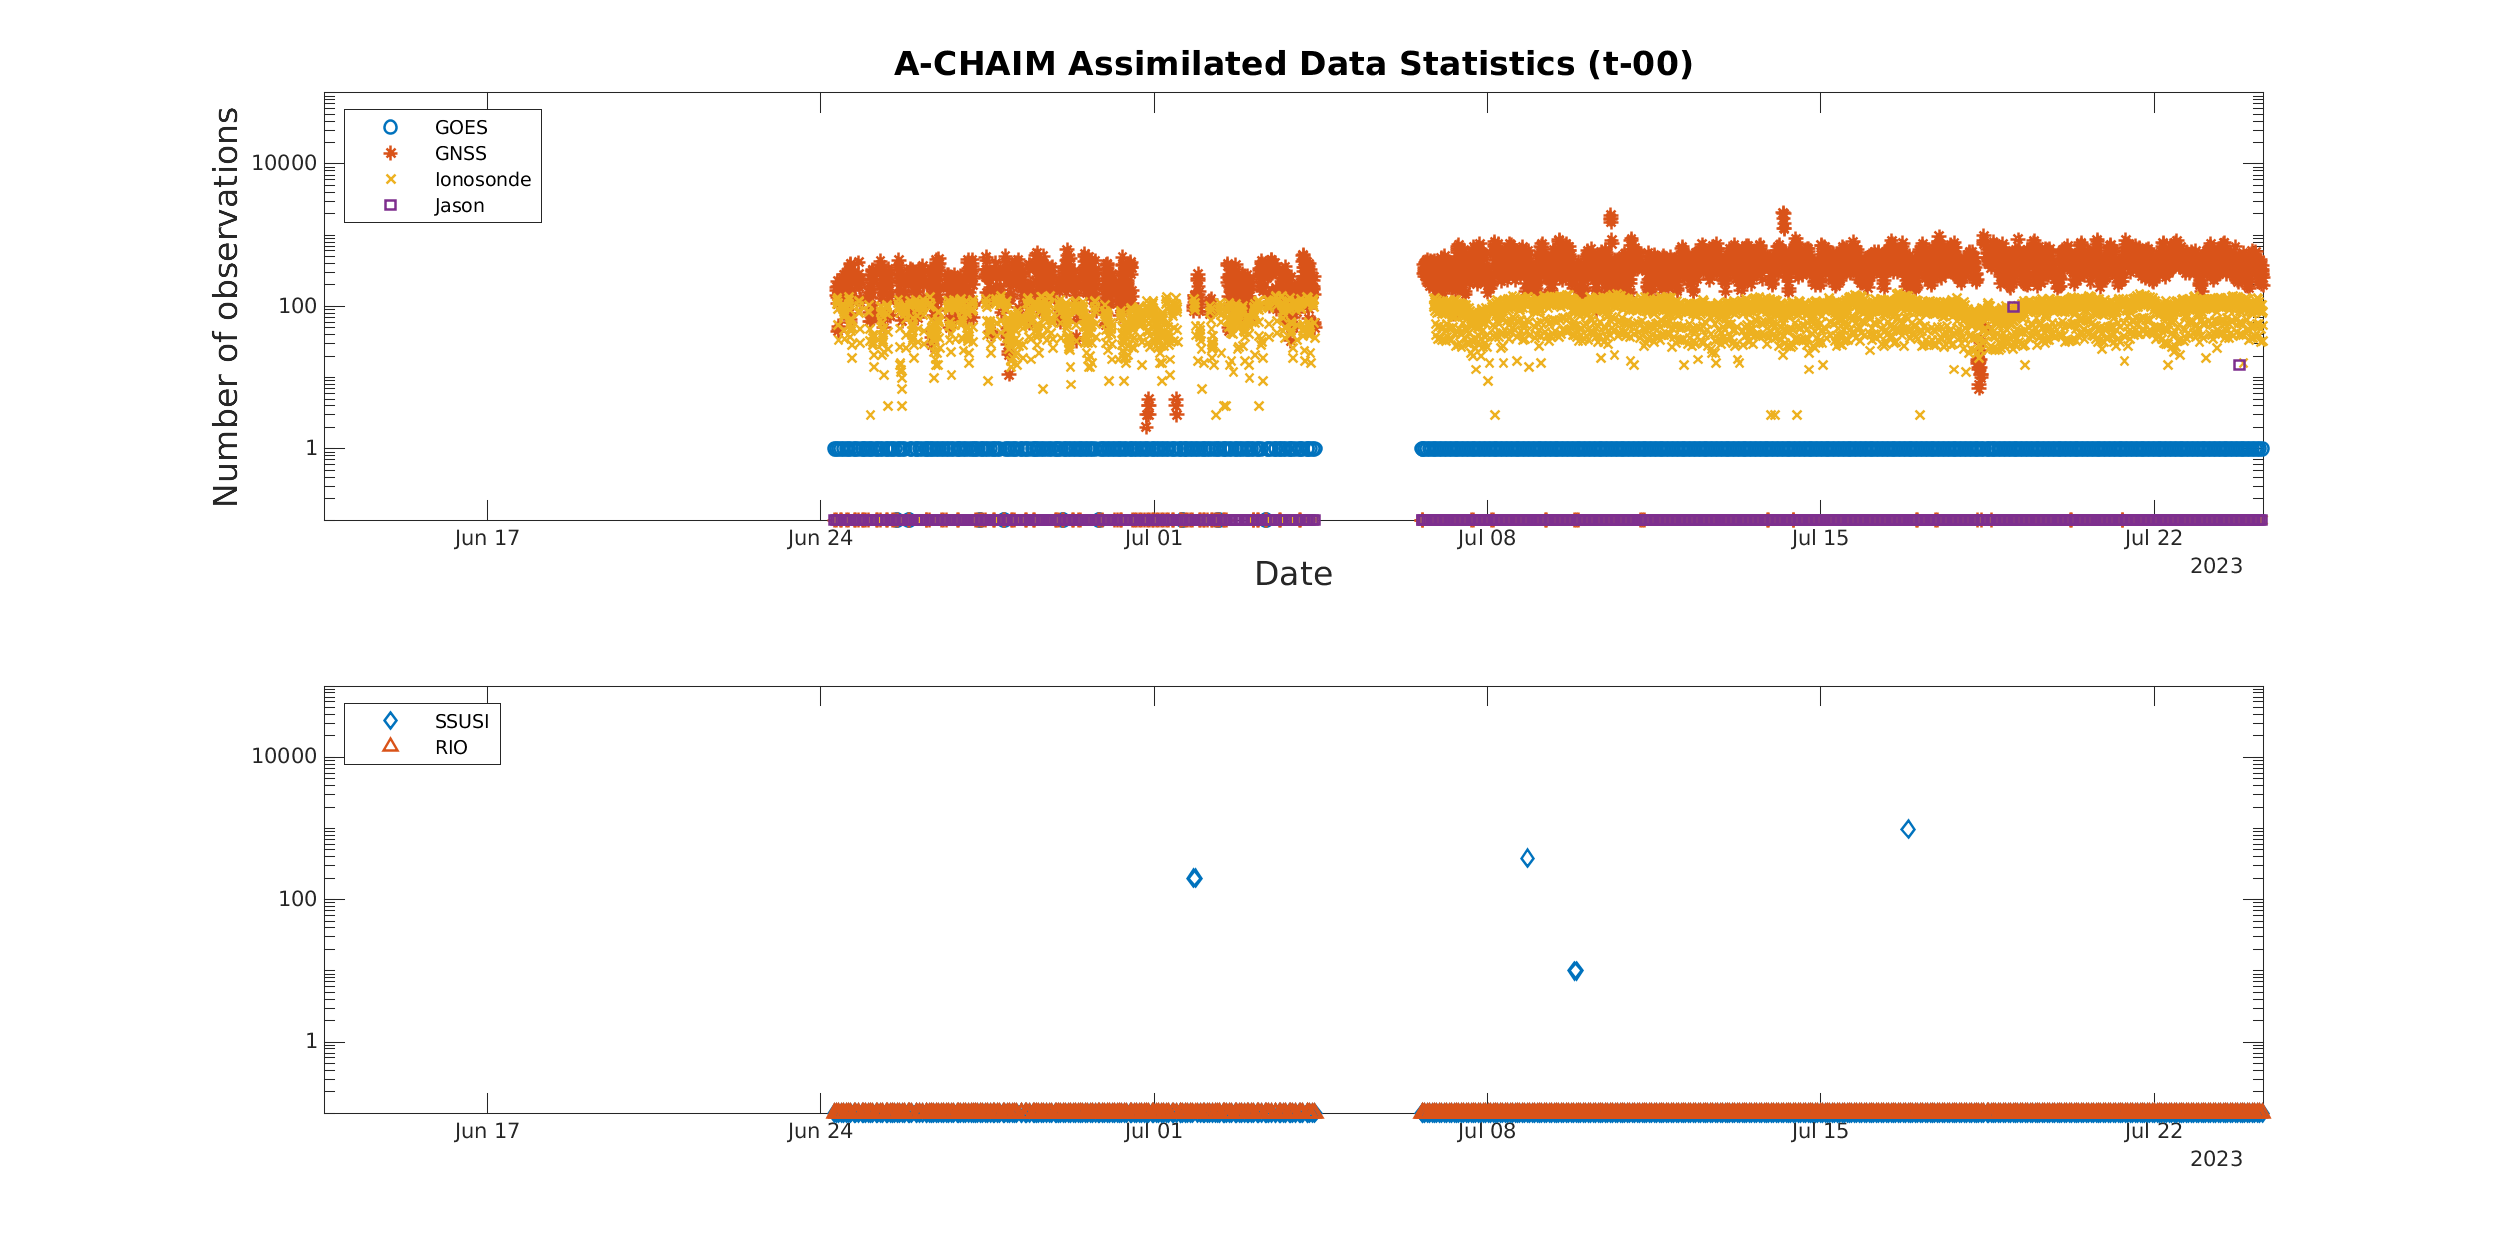 A-CHAIM Assimilated Data Statistics (t-00)
Number of observations
GOES
GNSS
Ionosonde
Jason
10000
100
1
Jun 17 Jun 24 Jul 01 Jul 08 Jul 15 Jul 22
2023
Date
SSUSI
RIO
10000
100
1
Jun 17 Jun 24 Jul 01 Jul 08 Jul 15 Jul 22
2023